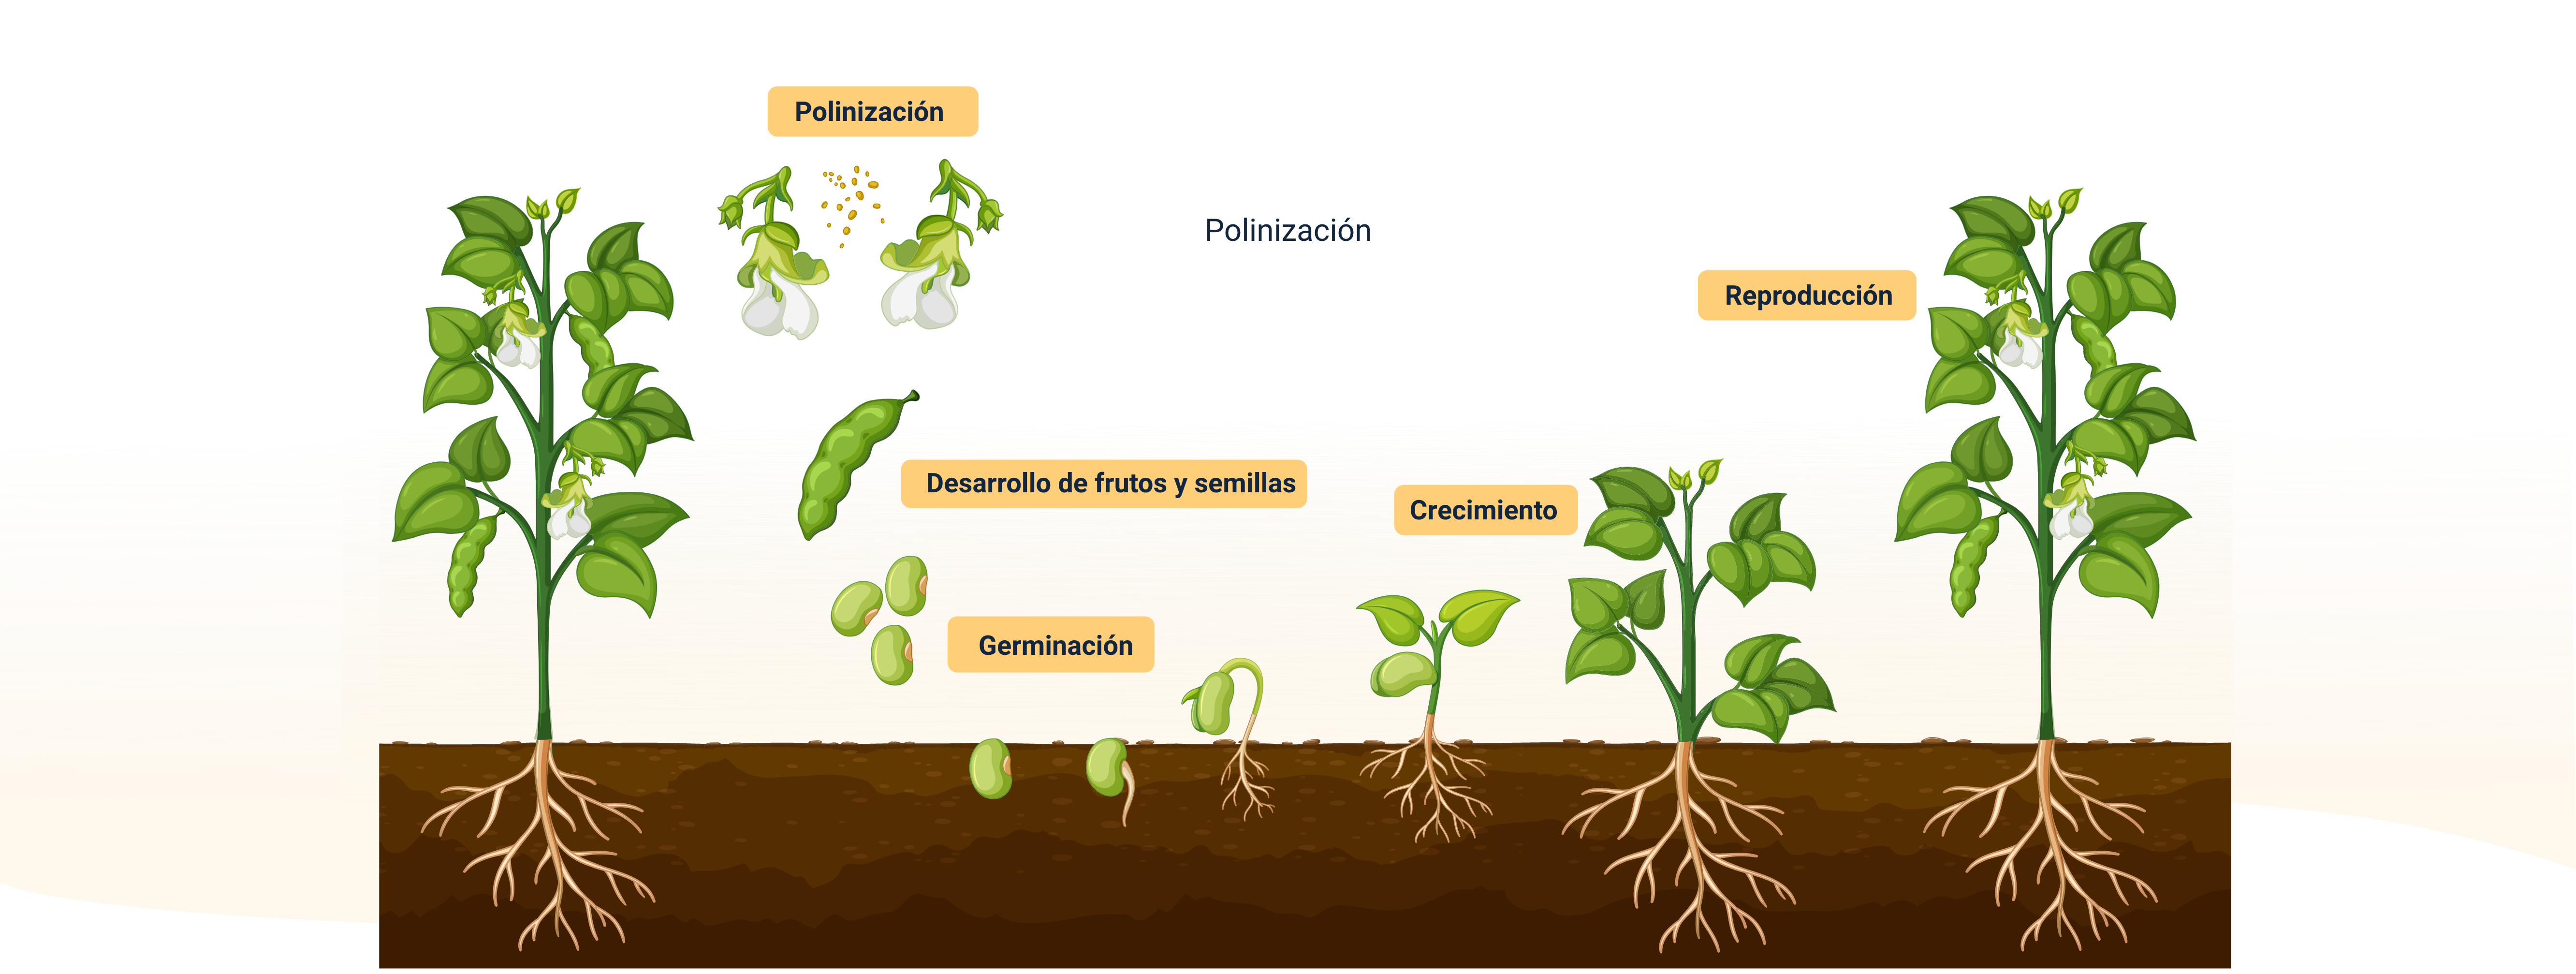 Polinización
Polinización
Reproducción
Desarrollo de frutos y semillas
Crecimiento
Germinación